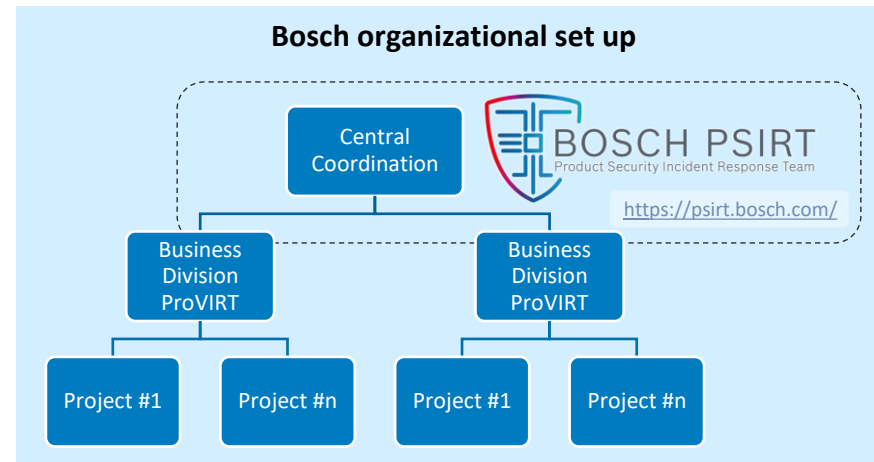 Bosch organizational set up
Central
Coordination
BOSCH PSIRT
Product Security Incident Response Team
https://psirt.bosch.com/
Business
Division
ProVIRT
Business
Division
ProVIRT
Project #1
Project #n
Project #1
Project #n